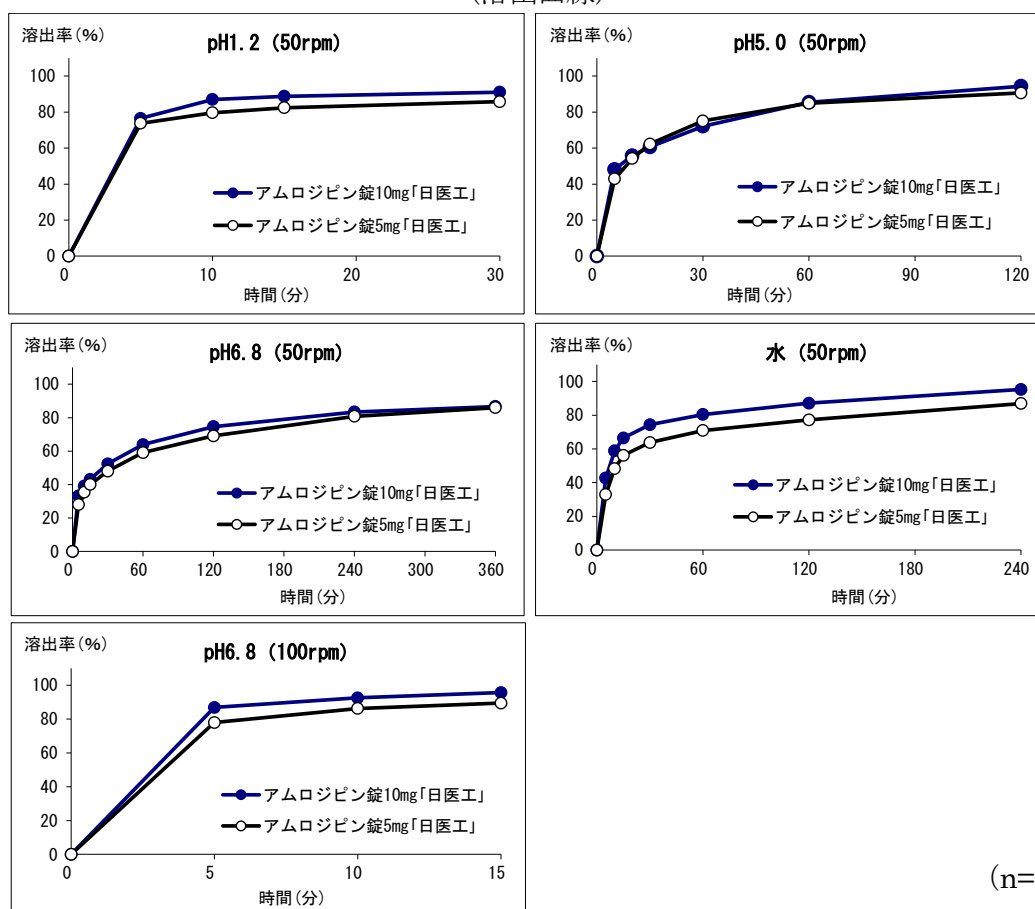 (溶出曲線)
溶出率(%)
pH1.2 (50rpm)
100
80
60
40
20
0
アムロジピン錠10mg「日医工」
アムロジピン錠5mg「日医工」
0 10 20 30
時間(分)
溶出率(%)
pH5.0 (50rpm)
100
80
60
40
20
0
アムロジピン錠10mg「日医工」
アムロジピン錠5mg「日医工」
0 30 60 90 120
時間(分)
溶出率(%)
pH6.8 (50rpm)
100
80
60
40
20
0
アムロジピン錠10mg「日医工」
アムロジピン錠5mg「日医工」
0 60 120 180 240 300 360
時間(分)
溶出率(%)
水 (50rpm)
100
80
60
40
20
0
アムロジピン錠10mg「日医工」
アムロジピン錠5mg「日医工」
0 60 120 180 240
時間(分)
溶出率(%)
pH6.8 (100rpm)
100
80
60
40
20
0
アムロジピン錠10mg「日医工」
アムロジピン錠5mg「日医工」
0 5 10 15
時間(分)
(n=